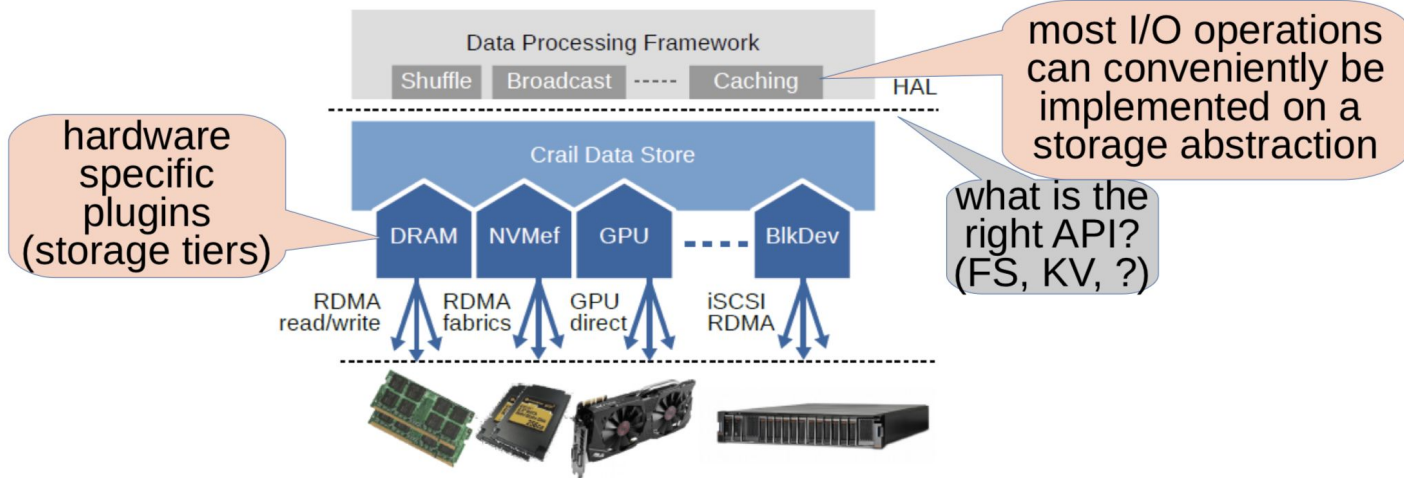 Data Processing Framework
Shuffle Broadcast Caching
HAL
most I/O operations
can conveniently be
implemented on a
storage abstraction
hardware
specific
plugins
(storage tiers)
Crail Data Store
what is the
right API?
(FS, KV, ?)
DRAM NVMef GPU BlkDev
RDMA
read/write
RDMA
fabrics
GPU
direct
iSCSI
RDMA